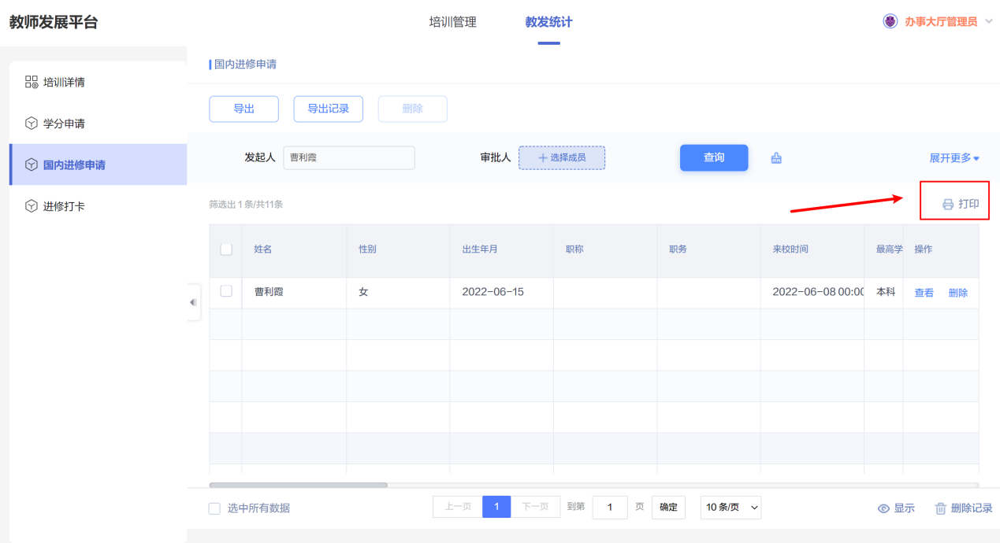 教师发展平台
培训管理
教发统计
办事大厅管理员
培训详情
学分申请
国内进修申请
进修打卡
国内进修申请
导出
导出记录
删除
发起人
曹利霞
审批人
选择成员
查询
展开更多
筛选出 1 条/共11条
打印
姓名 性别 出生年月 职称 职务 来校时间 最高学 操作
曹利霞 女 2022-06-15 2022-06-08 00:00 本科 查看 删除
选中所有数据
上一页 1 下一页 到第 1 页 确定 10 条/页
显示
删除记录